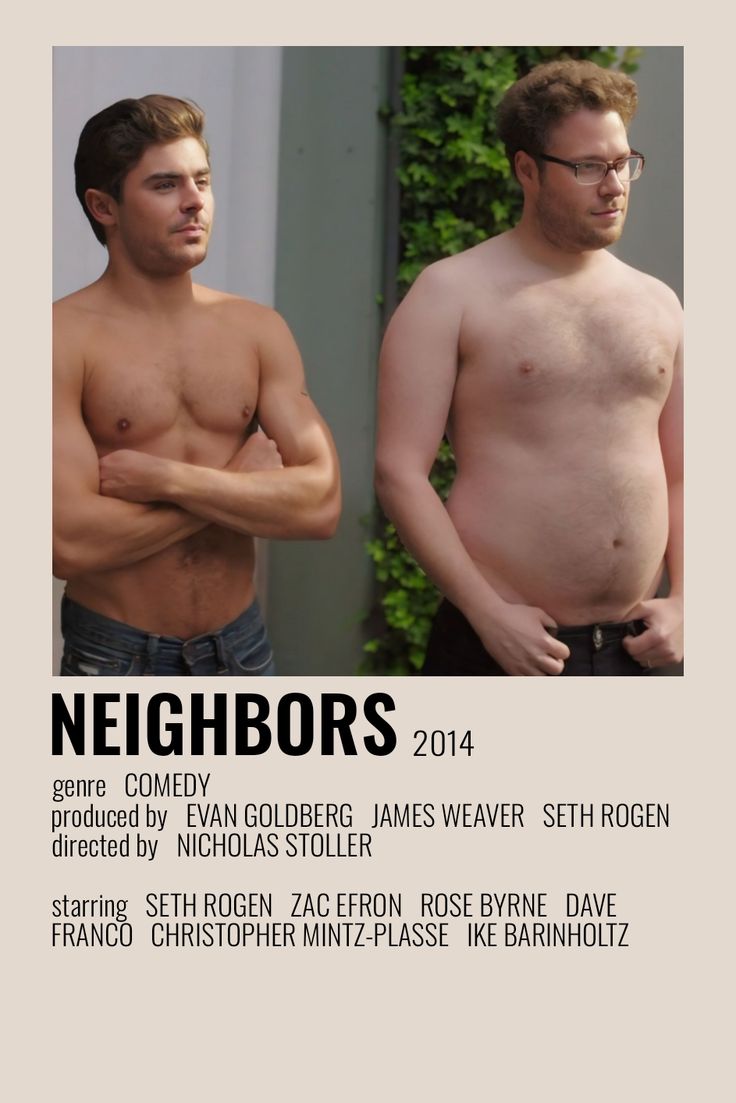 NEIGHBORS 2014
genre COMEDY
produced by EVAN GOLDBERG JAMES WEAVER SETH ROGEN
directed by NICHOLAS STOLLER
starring SETH ROGEN ZAC EFRON ROSE BYRNE DAVE
FRANCO CHRISTOPHER MINTZ-PLASSE IKE BARINHOLTZ